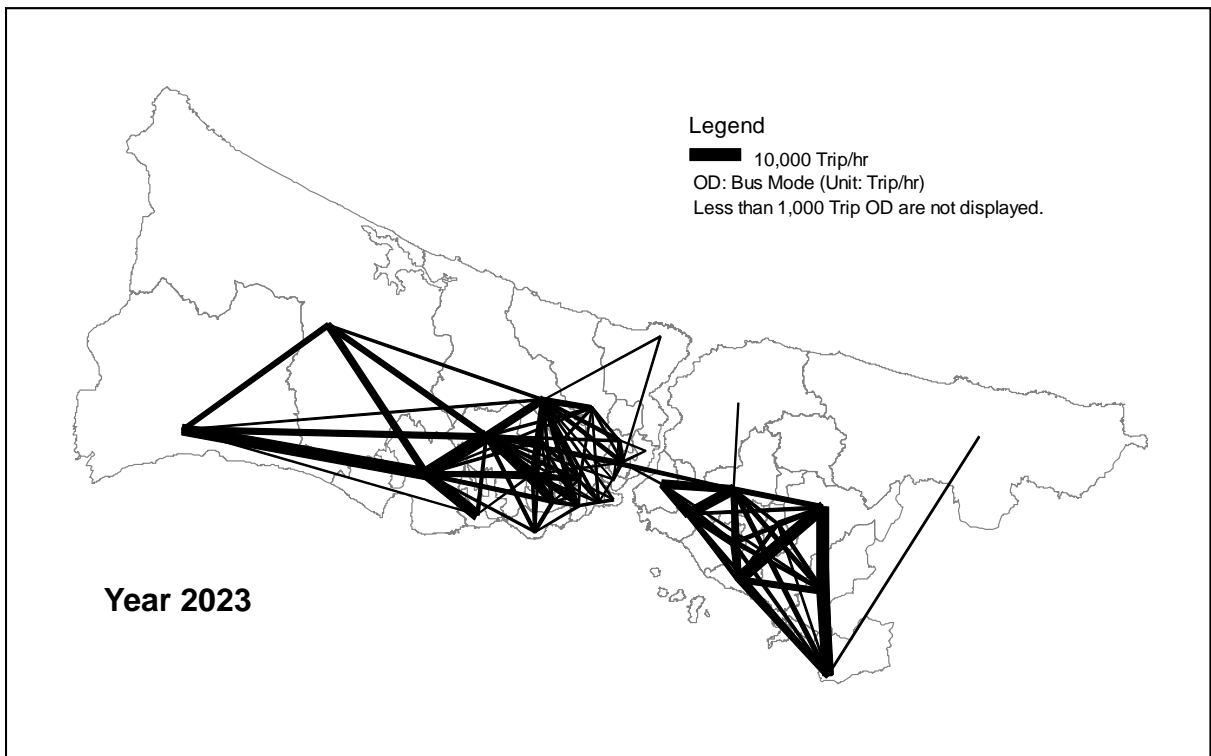 Legend
10,000 Trip/hr
OD: Bus Mode (Unit: Trip/hr)
Less than 1,000 Trip OD are not displayed.
Year 2023